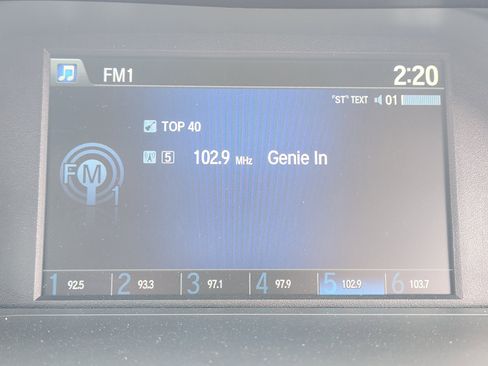 FM1 2:20
"ST" TEXT 01
TOP 40
5 102.9 MHz Genie In
FM 1
1 92.5 2 93.3 3 97.1 4 97.9 5 102.9 6 103.7